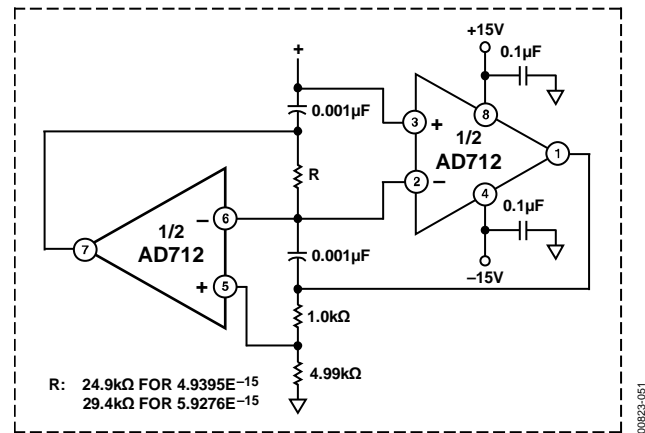 +15V
+
0.1µF
0.001µF
3
+
8
1/2
AD712
1
R
2
–
4
0.1µF
–
6
1/2
AD712
7
0.001µF
+
5
–15V
1.0kΩ
4.99kΩ
R: 24.9kΩ FOR 4.9395E–15
29.4kΩ FOR 5.9276E–15
00823-051